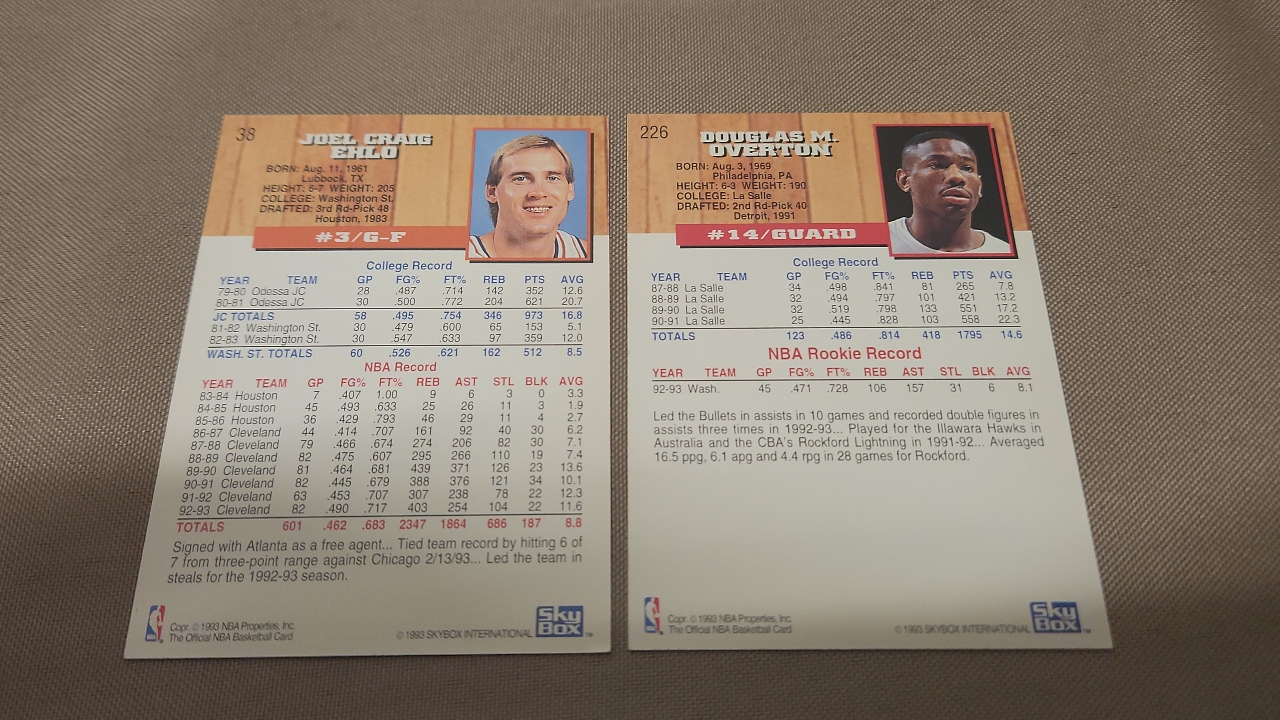 38
JOEL CRAIG
EHLO
BORN: Aug. 11, 1961
Lubbock, TX
HEIGHT: 6-7 WEIGHT: 205
COLLEGE: Washington St.
DRAFTED: 3rd Rd-Pick 48
Houston, 1983
#3/G-F
College Record
YEAR TEAM GP FG% FT% REB PTS AVG
79-80 Odessa JC 28 .487 .714 142 352 12.6
80-81 Odessa JC 30 .500 .772 204 621 20.7
JC TOTALS 58 .495 .754 346 973 16.8
81-82 Washington St. 30 .479 .600 65 153 5.1
82-83 Washington St. 30 .547 .633 97 359 12.0
WASH. ST. TOTALS 60 .526 .621 162 512 8.5
NBA Record
YEAR TEAM GP FG% FT% REB AST STL BLK AVG
83-84 Houston 7 .407 1.00 9 6 3 0 3.3
84-85 Houston 45 .493 .633 25 26 11 3 1.9
85-86 Houston 36 .429 .793 46 29 11 4 2.7
86-87 Cleveland 44 .414 .707 161 92 40 30 6.2
87-88 Cleveland 79 .466 .674 274 206 82 30 7.1
88-89 Cleveland 82 .475 .607 295 266 110 19 7.4
89-90 Cleveland 81 .464 .681 439 371 126 23 13.6
90-91 Cleveland 82 .445 .679 388 376 121 34 10.1
91-92 Cleveland 63 .453 .707 307 238 78 22 12.3
92-93 Cleveland 82 .490 .717 403 254 104 22 11.6
TOTALS 601 .462 .683 2347 1864 686 187 8.8
Signed with Atlanta as a free agent... Tied team record by hitting 6 of
7 from three-point range against Chicago 2/13/93... Led the team in
steals for the 1992-93 season.
Copr. © 1993 NBA Properties, Inc.
The Official NBA Basketball Card
© 1993 SKYBOX INTERNATIONAL
Sky
Box
TM
226
DOUGLAS M.
OVERTON
BORN: Aug. 3, 1969
Philadelphia, PA
HEIGHT: 6-3 WEIGHT: 190
COLLEGE: La Salle
DRAFTED: 2nd Rd-Pick 40
Detroit, 1991
#14/GUARD
College Record
YEAR TEAM GP FG% FT% REB PTS AVG
87-88 La Salle 34 .498 .841 81 265 7.8
88-89 La Salle 32 .494 .797 101 421 13.2
89-90 La Salle 32 .519 .798 133 551 17.2
90-91 La Salle 25 .445 .828 103 558 22.3
TOTALS 123 .486 .814 418 1795 14.6
NBA Rookie Record
YEAR TEAM GP FG% FT% REB AST STL BLK AVG
92-93 Wash. 45 .471 .728 106 157 31 6 8.1
Led the Bullets in assists in 10 games and recorded double figures in
assists three times in 1992-93... Played for the Illawara Hawks in
Australia and the CBA's Rockford Lightning in 1991-92... Averaged
16.5 ppg, 6.1 apg and 4.4 rpg in 28 games for Rockford.
Copr. © 1993 NBA Properties, Inc.
The Official NBA Basketball Card
© 1993 SKYBOX INTERNATIONAL
Sky
Box
TM